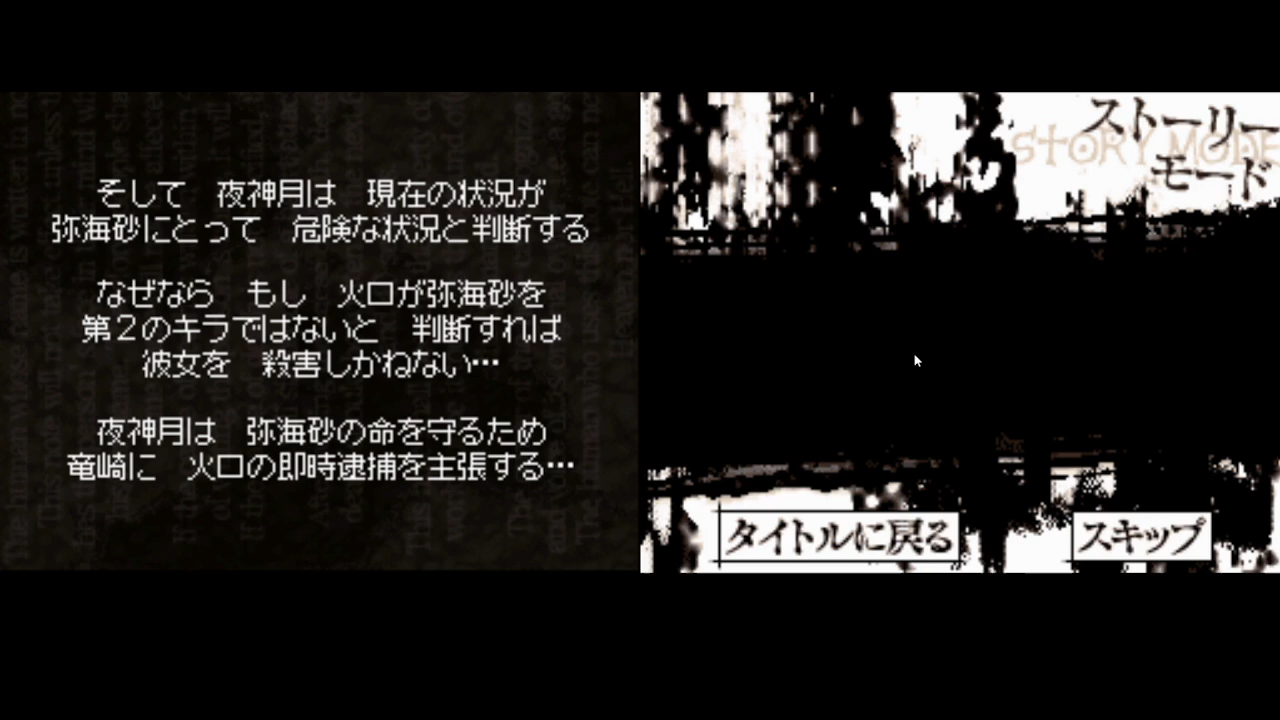 そして　夜神月は　現在の状況が
弥海砂にとって　危険な状況と判断する
なぜなら　もし　火口が弥海砂を
第２のキラではないと　判断すれば
彼女を　殺害しかねない…
夜神月は　弥海砂の命を守るため
竜崎に　火口の即時逮捕を主張する…
ストーリー
STORY MODE
モード
タイトルに戻る
スキップ